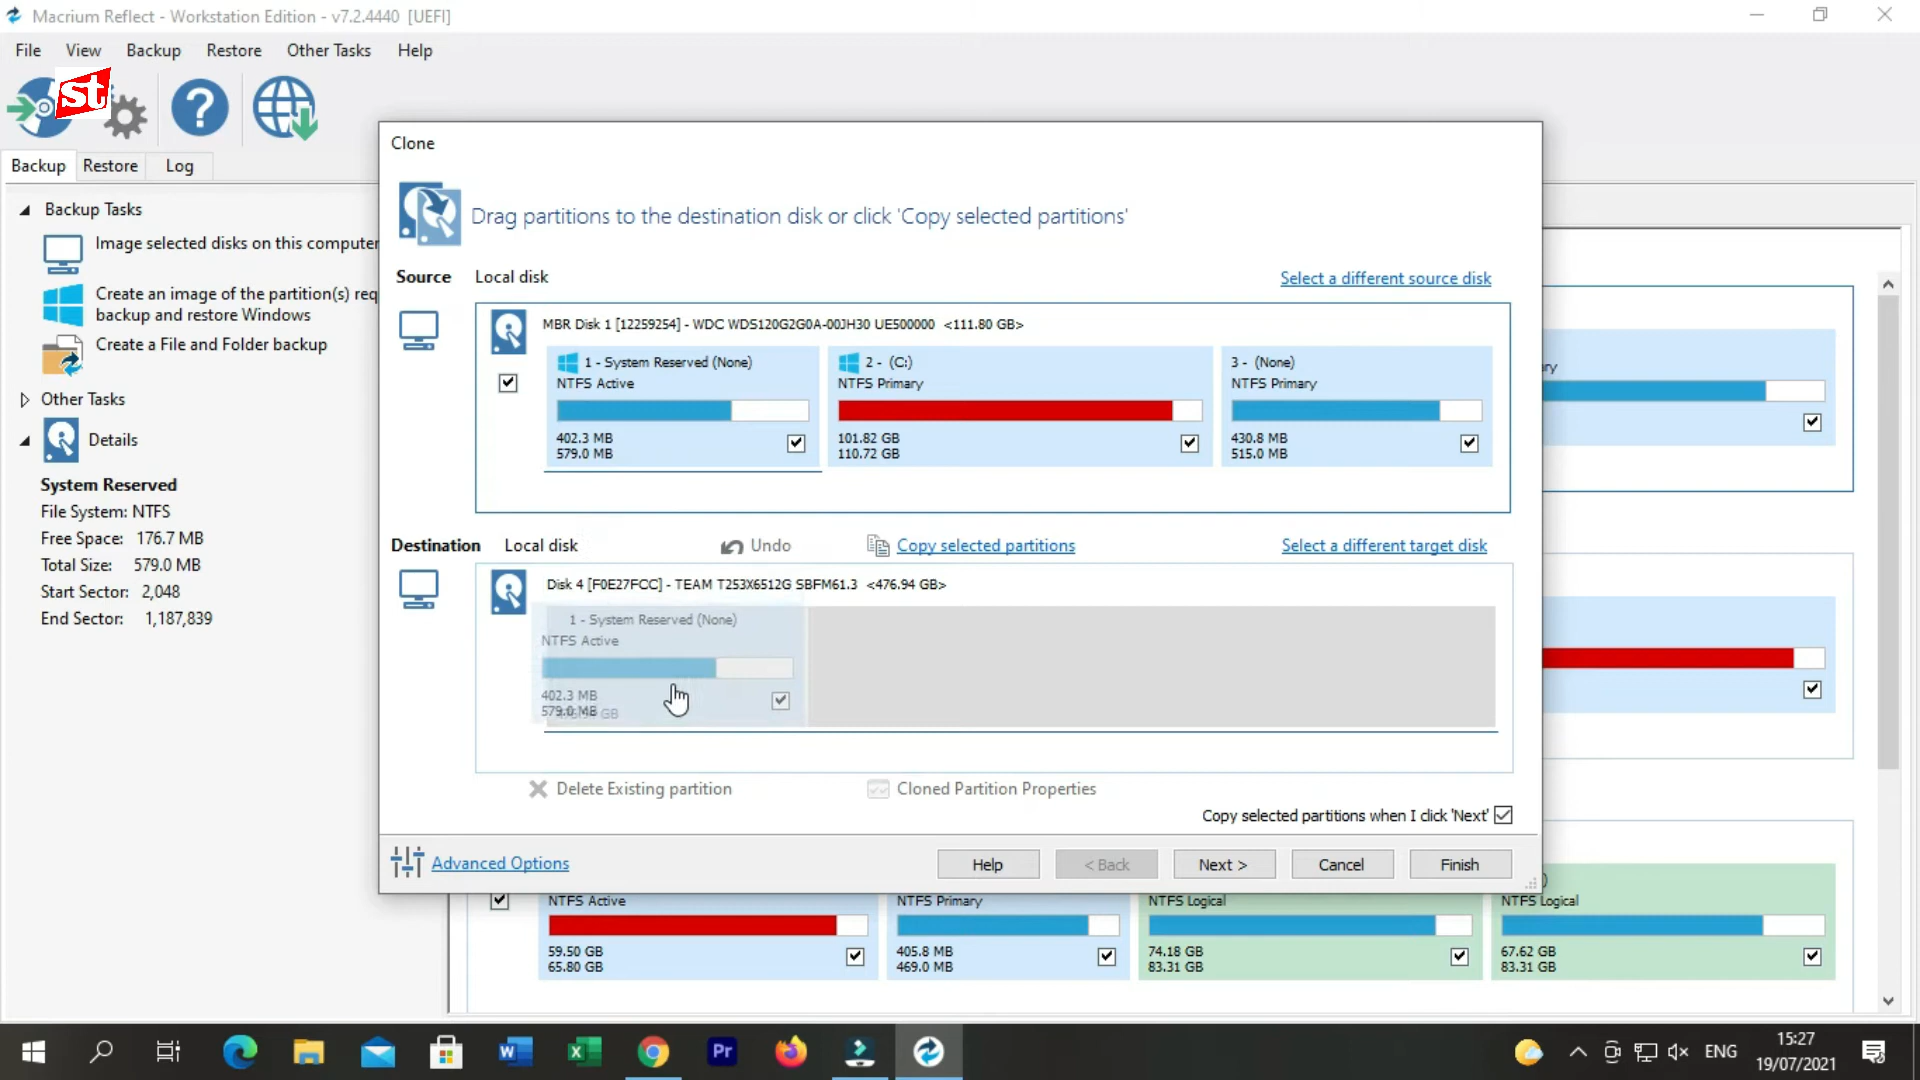 Macrium Reflect - Workstation Edition - v7.2.4440 [UEFI]
File View Backup Restore Other Tasks Help
st
Backup Restore Log
Backup Tasks
Image selected disks on this computer
Create an image of the partition(s) req
backup and restore Windows
Create a File and Folder backup
Other Tasks
Details
System Reserved
File System: NTFS
Free Space: 176.7 MB
Total Size: 579.0 MB
Start Sector: 2,048
End Sector: 1,187,839
Clone
Drag partitions to the destination disk or click 'Copy selected partitions'
Source Local disk Select a different source disk
MBR Disk 1 [12259254] - WDC WDS120G2G0A-00JH30 UE500000 <111.80 GB>
1 - System Reserved (None)
NTFS Active
402.3 MB
579.0 MB
2 - (C:)
NTFS Primary
101.82 GB
110.72 GB
3 - (None)
NTFS Primary
430.8 MB
515.0 MB
Destination Local disk Undo Copy selected partitions Select a different target disk
Disk 4 [F0E27FCC] - TEAM T253X6512G SBFM61.3 <476.94 GB>
1 - System Reserved (None)
NTFS Active
402.3 MB
579.0 MB GB
Delete Existing partition Cloned Partition Properties
Copy selected partitions when I click 'Next'
Advanced Options Help < Back Next > Cancel Finish
ry
)
NTFS Active
59.50 GB
65.80 GB
NTFS Primary
405.8 MB
469.0 MB
NTFS Logical
74.18 GB
83.31 GB
NTFS Logical
67.62 GB
83.31 GB
Pr
ENG
15:27
19/07/2021